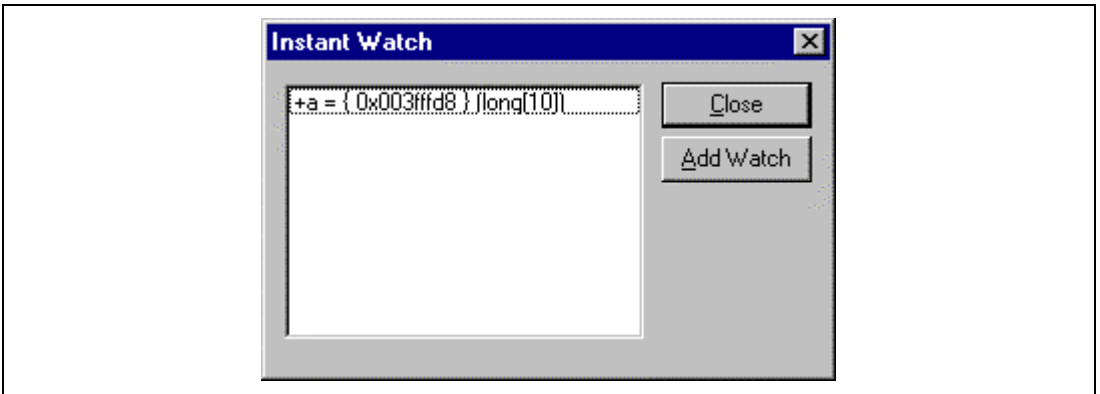 Instant Watch
+a = { 0x003fffd8 } (long[10])
Close
Add Watch